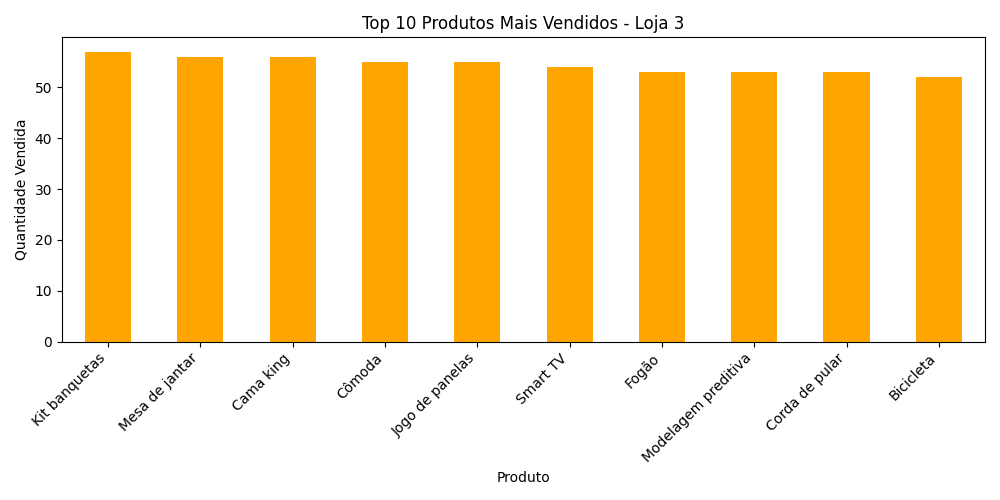 Top 10 Produtos Mais Vendidos - Loja 3
Quantidade Vendida
50
40
30
20
10
0
Kit banquetas
Mesa de jantar
Cama king
Cômoda
Jogo de panelas
Smart TV
Fogão
Modelagem preditiva
Corda de pular
Bicicleta
Produto